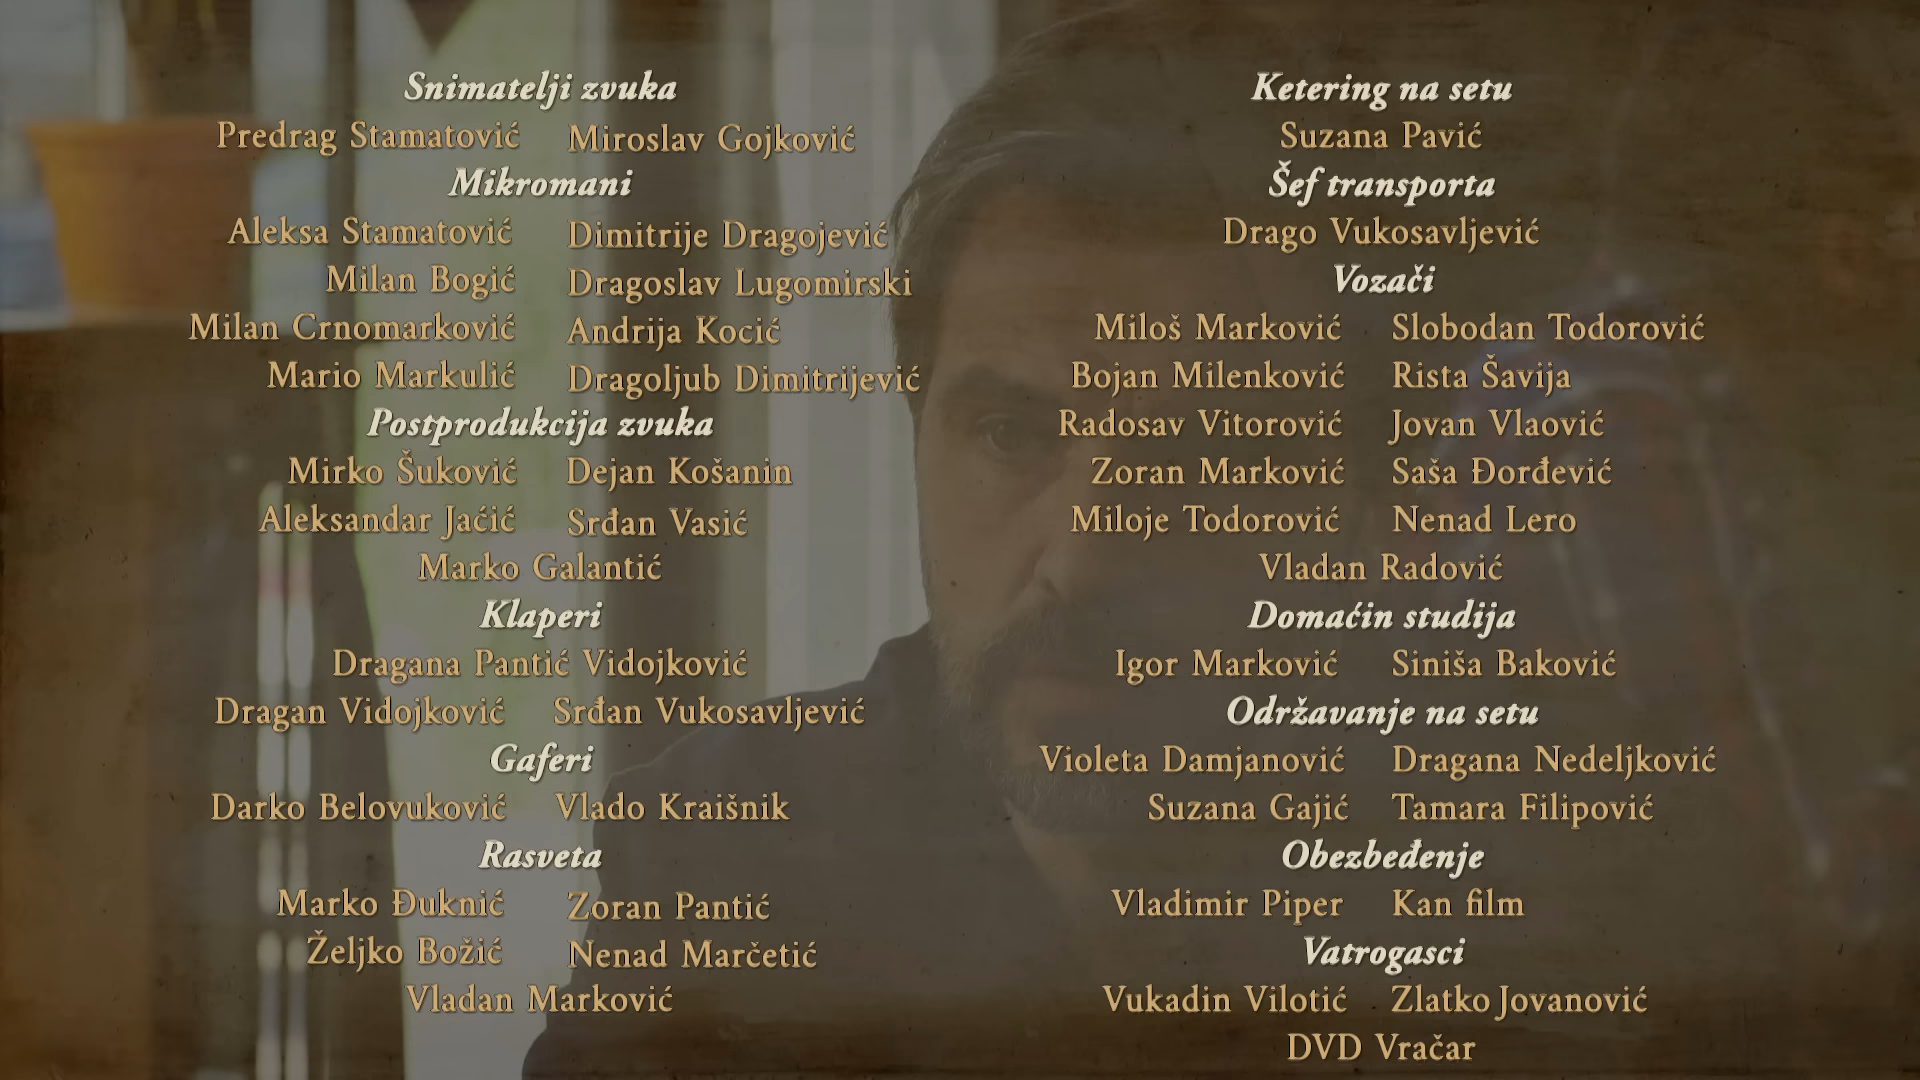 Snimatelji zvuka
Predrag Stamatović Miroslav Gojković
Mikromani
Aleksa Stamatović Dimitrije Dragojević
Milan Bogić Dragoslav Lugomirski
Milan Crnomarković Andrija Kocić
Mario Markulić Dragoljub Dimitrijević
Postprodukcija zvuka
Mirko Šuković Dejan Košanin
Aleksandar Jaćić Srđan Vasić
Marko Galantić
Klaperi
Dragana Pantić Vidojković
Dragan Vidojković Srđan Vukosavljević
Gaferi
Darko Belovuković Vlado Kraišnik
Rasveta
Marko Đuknić Zoran Pantić
Željko Božić Nenad Marčetić
Vladan Marković
Ketering na setu
Suzana Pavić
Šef transporta
Drago Vukosavljević
Vozači
Miloš Marković Slobodan Todorović
Bojan Milenković Rista Šavija
Radosav Vitorović Jovan Vlaović
Zoran Marković Saša Đorđević
Miloje Todorović Nenad Lero
Vladan Radović
Domaćin studija
Igor Marković Siniša Baković
Održavanje na setu
Violeta Damjanović Dragana Nedeljković
Suzana Gajić Tamara Filipović
Obezbeđenje
Vladimir Piper Kan film
Vatrogasci
Vukadin Vilotić Zlatko Jovanović
DVD Vračar